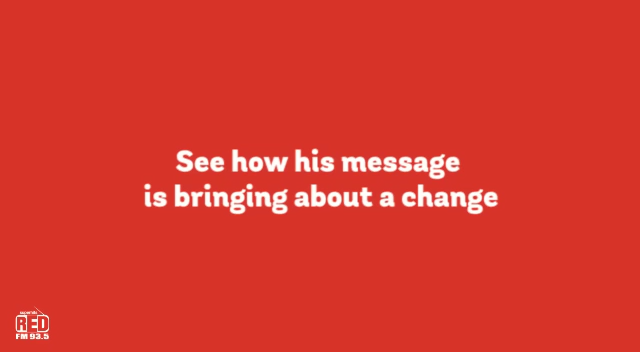 See how his message
is bringing about a change
RED
FM 93.5